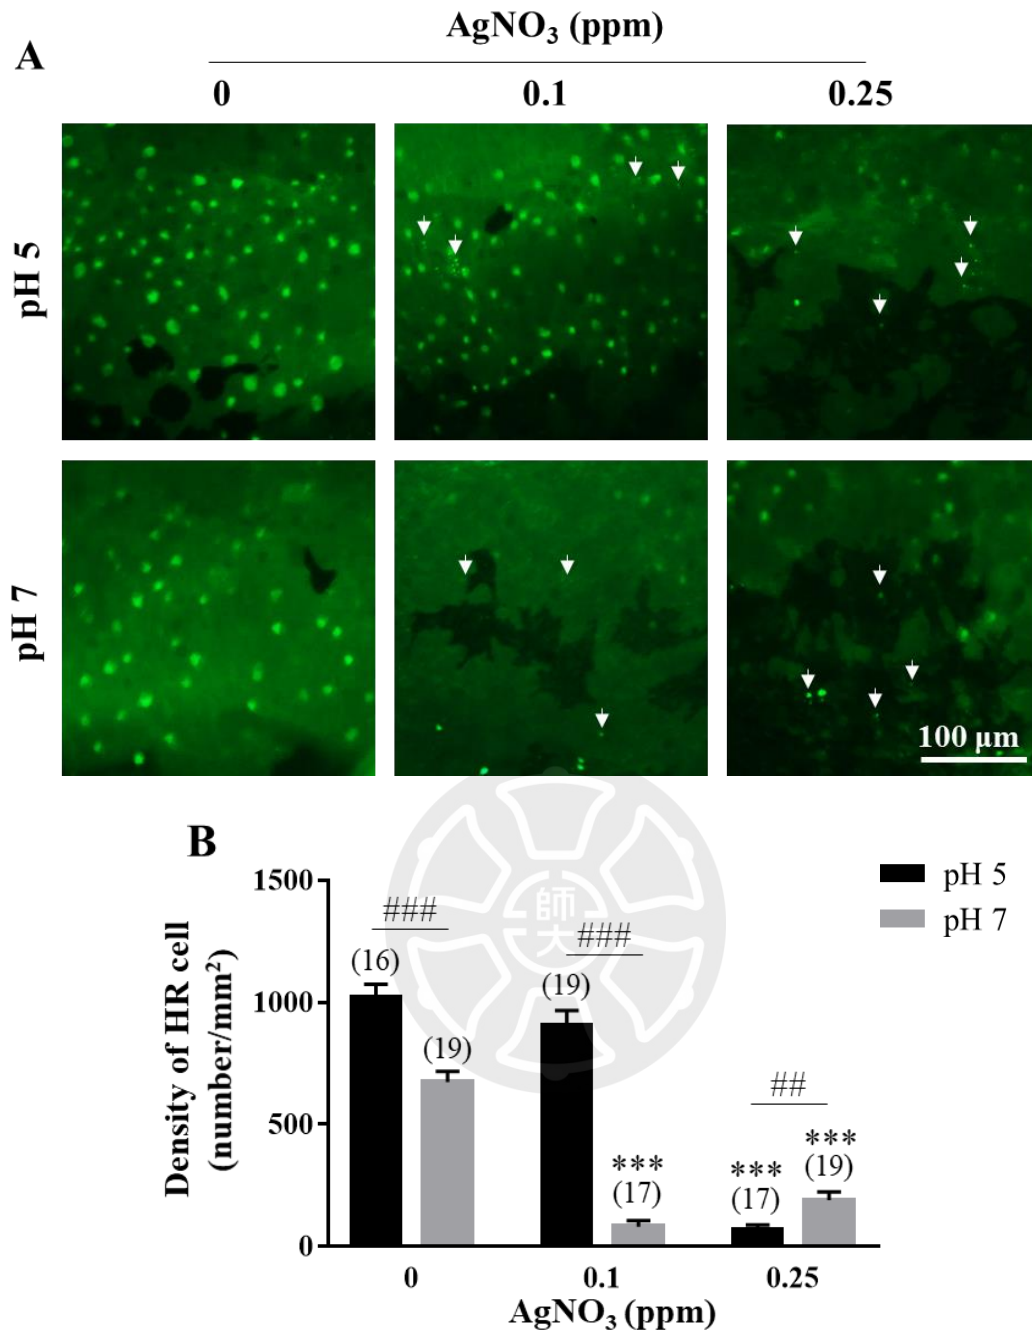 A
AgNO₃ (ppm)
0 0.1 0.25
pH 5
pH 7
100 μm
B
pH 5
pH 7
1500
1000
500
0
Density of HR cell
(number/mm²)
###
(16)
(19)
###
(19)
***
(17)
##
***
(17)
***
(19)
師大
0 0.1 0.25
AgNO₃ (ppm)